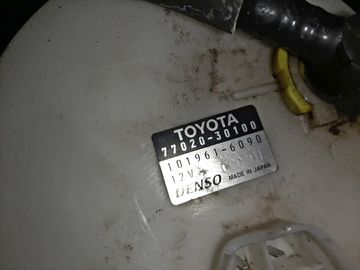 TOYOTA
77020-30100
101961-6090
12V
DENSO MADE IN JAPAN